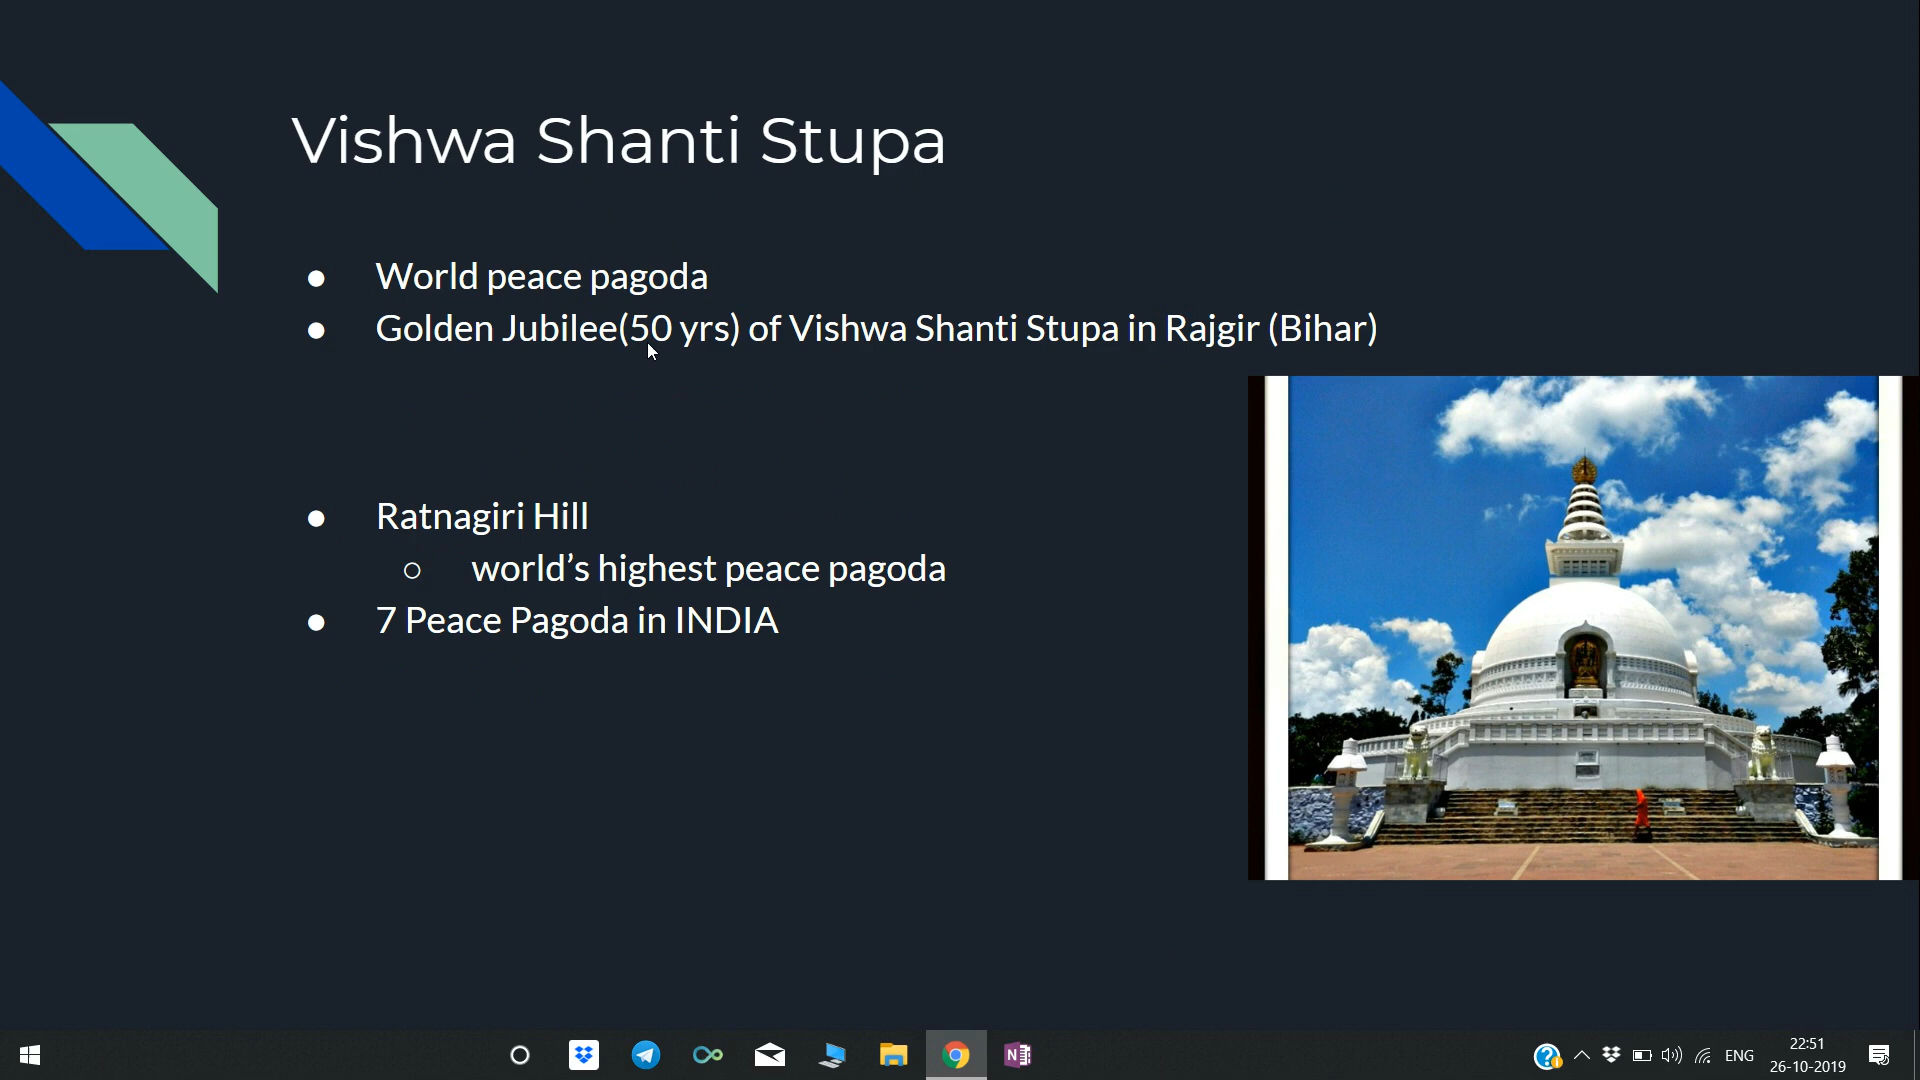 Vishwa Shanti Stupa
● World peace pagoda
● Golden Jubilee(50 yrs) of Vishwa Shanti Stupa in Rajgir (Bihar)
● Ratnagiri Hill
○ world’s highest peace pagoda
● 7 Peace Pagoda in INDIA
ENG
22:51
26-10-2019